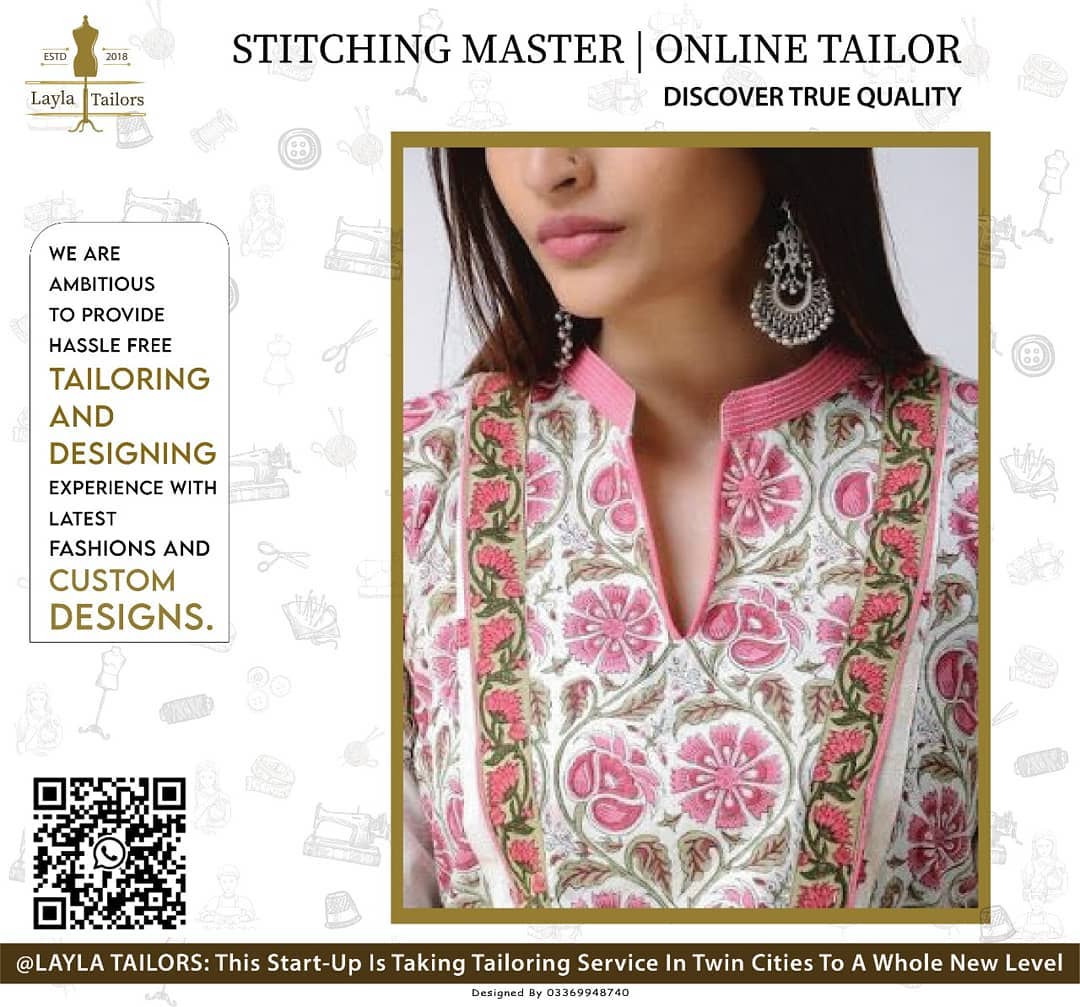 ESTD 2018
Layla Tailors
STITCHING MASTER | ONLINE TAILOR
DISCOVER TRUE QUALITY
WE ARE
AMBITIOUS
TO PROVIDE
HASSLE FREE
TAILORING
AND
DESIGNING
EXPERIENCE WITH
LATEST
FASHIONS AND
CUSTOM
DESIGNS.
@LAYLA TAILORS: This Start-Up Is Taking Tailoring Service In Twin Cities To A Whole New Level
Designed By 03369948740